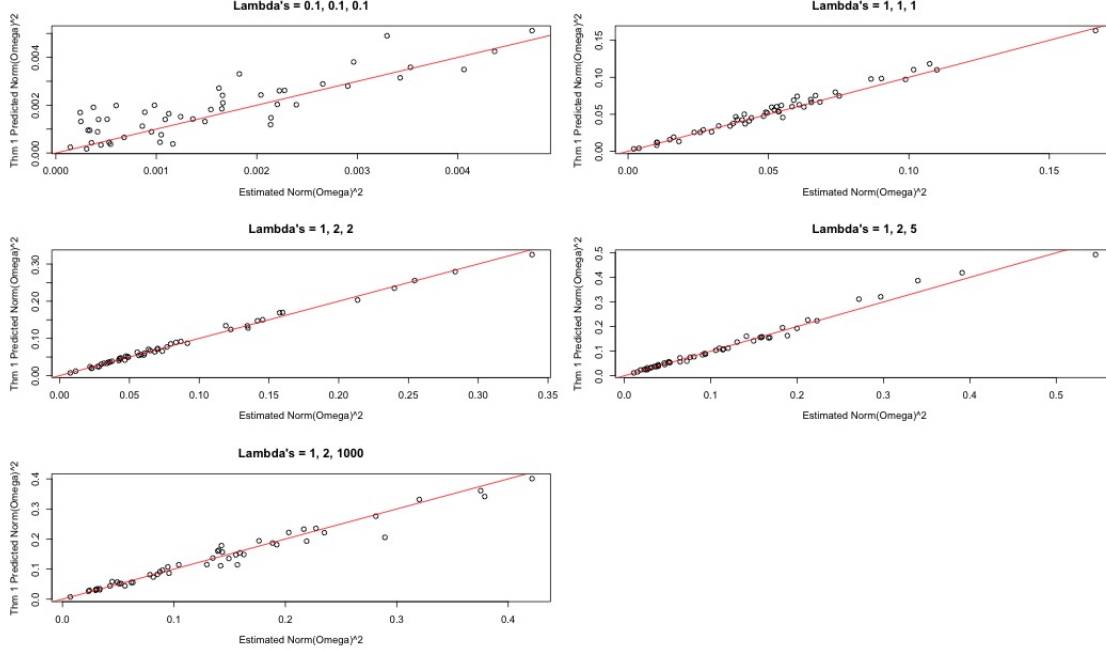 Lambda's = 0.1, 0.1, 0.1
Thm 1 Predicted Norm(Omega)^2
0.004
0.002
0.000
0.000 0.001 0.002 0.003 0.004
Estimated Norm(Omega)^2
Lambda's = 1, 1, 1
Thm 1 Predicted Norm(Omega)^2
0.15
0.10
0.05
0.00
0.00 0.05 0.10 0.15
Estimated Norm(Omega)^2
Lambda's = 1, 2, 2
Thm 1 Predicted Norm(Omega)^2
0.30
0.20
0.10
0.00
0.00 0.05 0.10 0.15 0.20 0.25 0.30 0.35
Estimated Norm(Omega)^2
Lambda's = 1, 2, 5
Thm 1 Predicted Norm(Omega)^2
0.5
0.4
0.3
0.2
0.1
0.0
0.0 0.1 0.2 0.3 0.4 0.5
Estimated Norm(Omega)^2
Lambda's = 1, 2, 1000
Thm 1 Predicted Norm(Omega)^2
0.4
0.3
0.2
0.1
0.0
0.0 0.1 0.2 0.3 0.4
Estimated Norm(Omega)^2